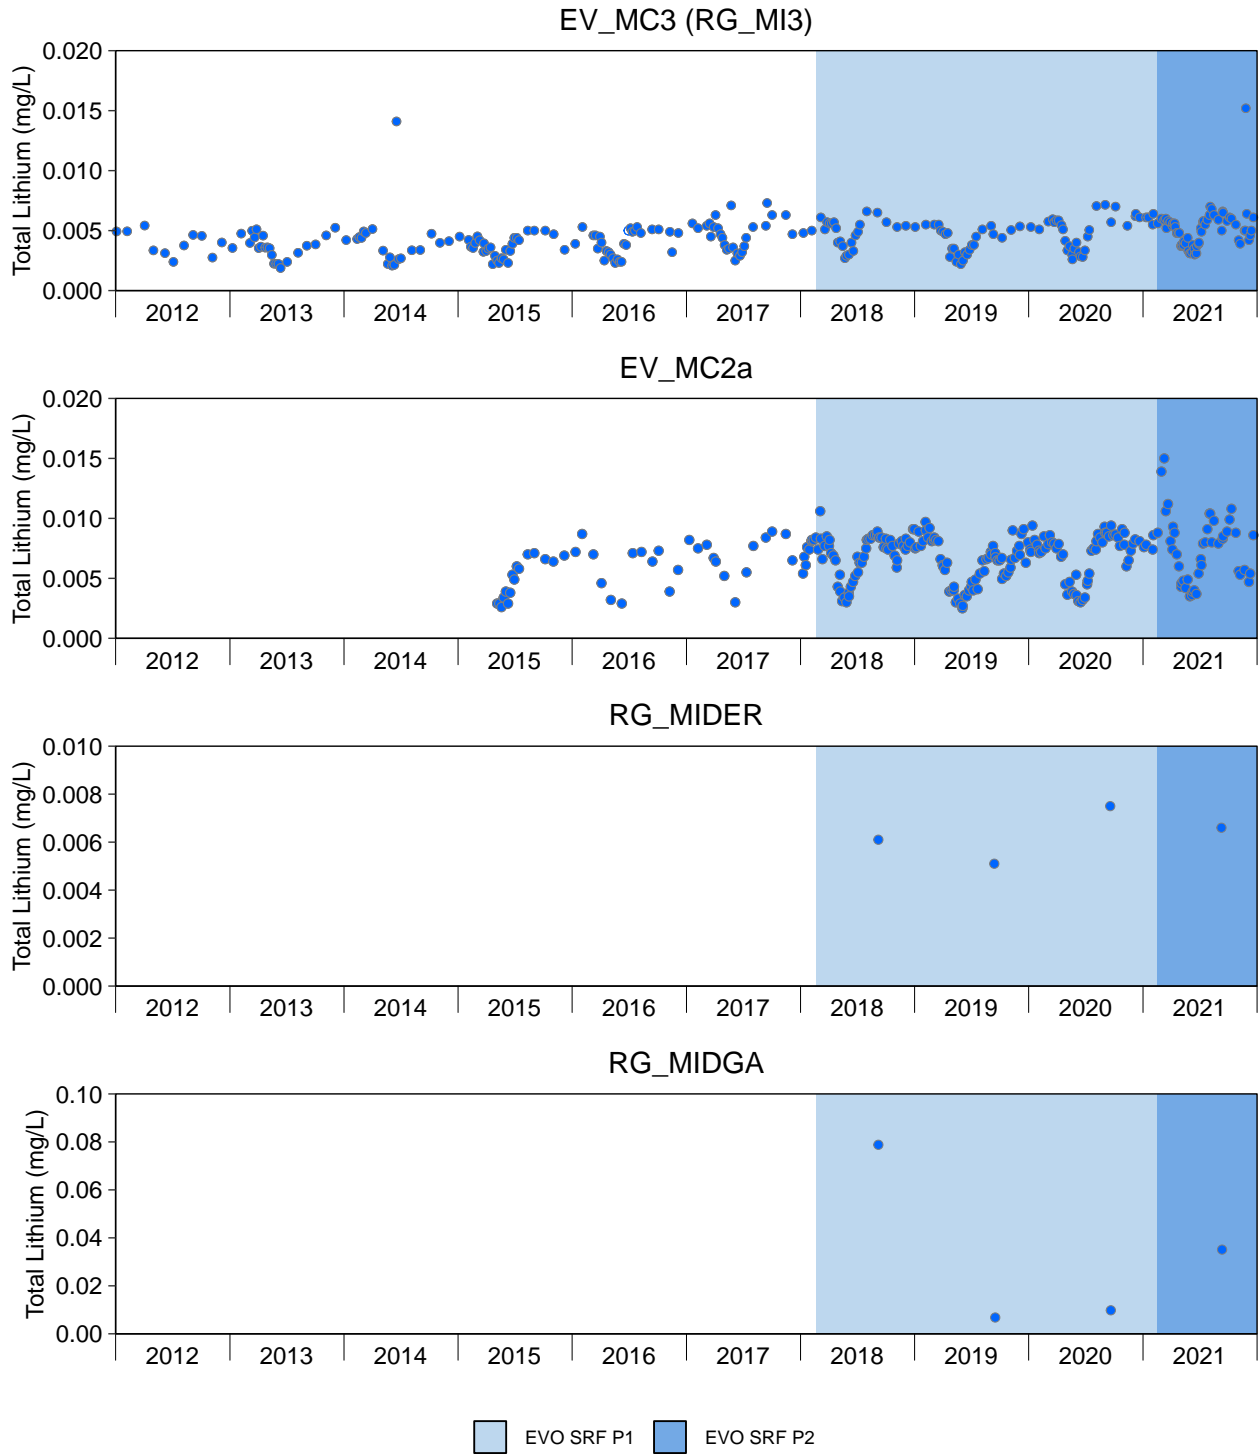 EV_MC3 (RG_MI3)
Total Lithium (mg/L)
0.020
0.015
0.010
0.005
0.000
2012 2013 2014 2015 2016 2017 2018 2019 2020 2021
EV_MC2a
Total Lithium (mg/L)
0.020
0.015
0.010
0.005
0.000
2012 2013 2014 2015 2016 2017 2018 2019 2020 2021
RG_MIDER
Total Lithium (mg/L)
0.010
0.008
0.006
0.004
0.002
0.000
2012 2013 2014 2015 2016 2017 2018 2019 2020 2021
RG_MIDGA
Total Lithium (mg/L)
0.10
0.08
0.06
0.04
0.02
0.00
2012 2013 2014 2015 2016 2017 2018 2019 2020 2021
EVO SRF P1 EVO SRF P2